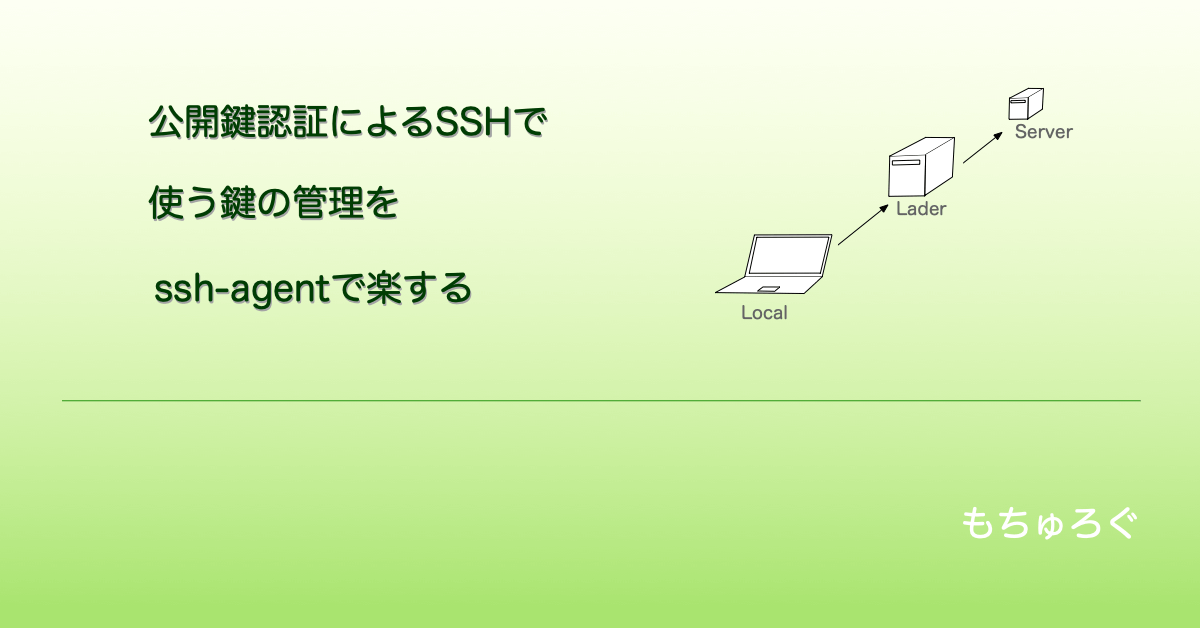 公開鍵認証によるSSHで
使う鍵の管理を
ssh-agentで楽する
Server
Lader
Local
もちゅろぐ